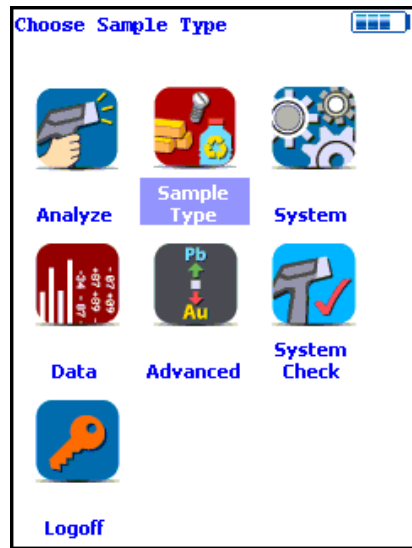 Choose Sample Type
Analyze
Sample
Type
System
Data
Pb
Au
Advanced
System
Check
Logoff